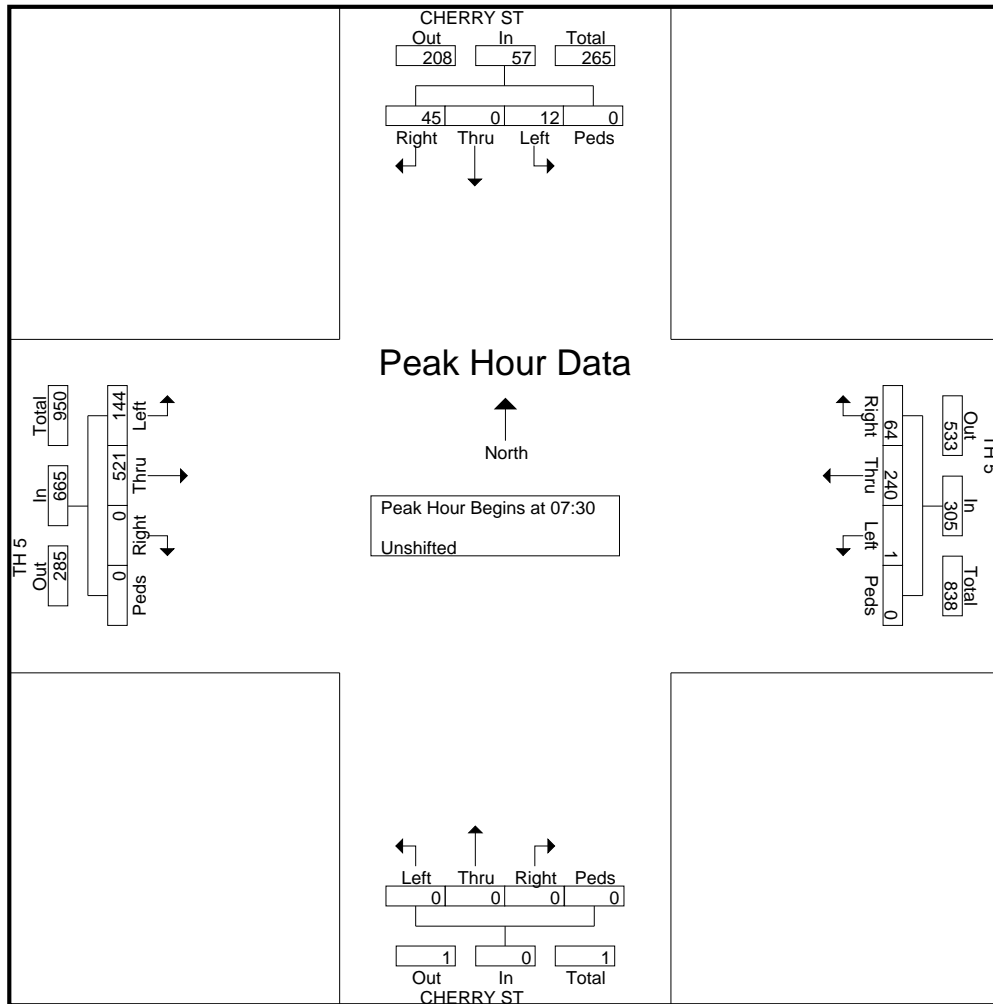 CHERRY ST
Out In Total
208 57 265
45 0 12 0
Right Thru Left Peds
Peak Hour Data
North
Peak Hour Begins at 07:30
Unshifted
TH 5
Total In Out
950 665 285
144 521 0 0
Left Thru Right Peds
TH 5
Out In Total
533 305 838
64 240 1 0
Right Thru Left Peds
Left Thru Right Peds
0 0 0 0
1 0 1
Out In Total
CHERRY ST